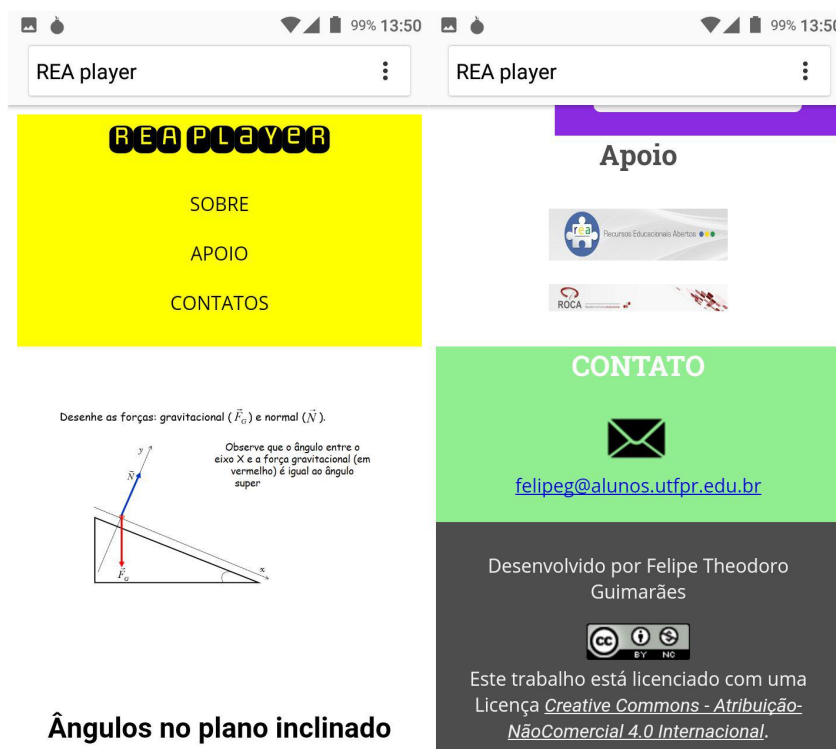 99% 13:50
REA player
REA PLAYER
SOBRE
APOIO
CONTATOS
Desenhe as forças: gravitacional ( F⃗G ) e normal (N⃗ ).
Observe que o ângulo entre o
eixo X e a força gravitacional (em
vermelho) é igual ao ângulo
super
y
N⃗
F⃗G
x
Ângulos no plano inclinado
99% 13:50
REA player
Apoio
rea
Recursos Educacionais Abertos
ROCA
CONTATO
felipeg@alunos.utfpr.edu.br
Desenvolvido por Felipe Theodoro
Guimarães
cc
BY NC
Este trabalho está licenciado com uma
Licença Creative Commons - Atribuição-
NãoComercial 4.0 Internacional.